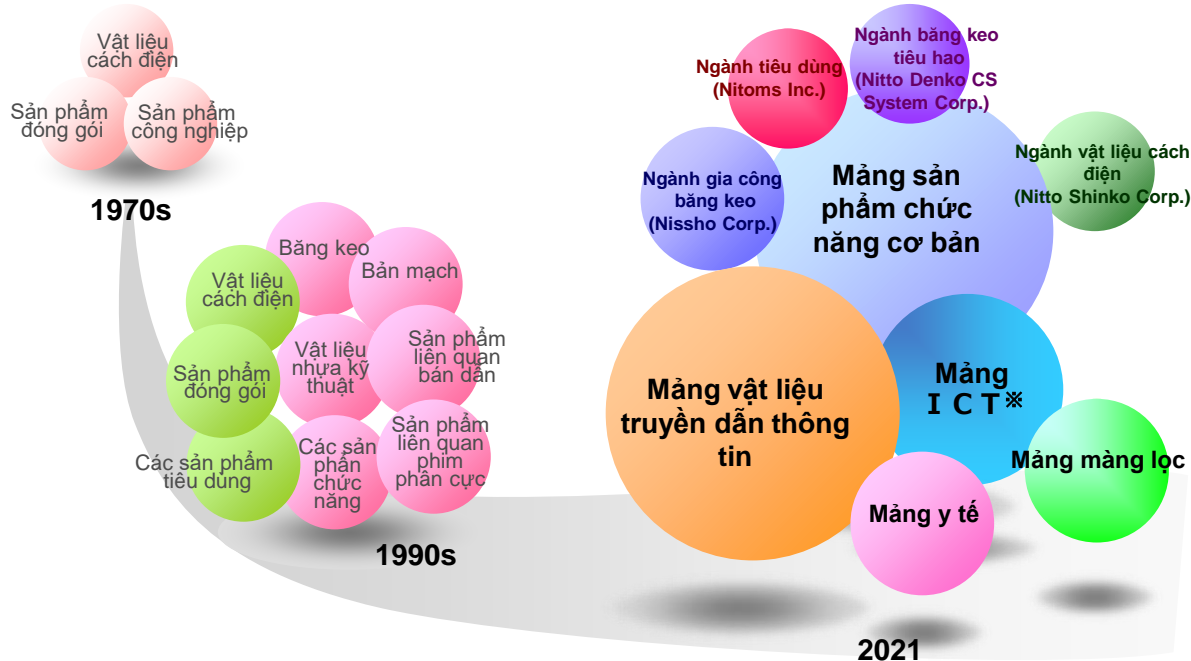 Vật liệu
cách điện
Sản phẩm
đóng gói
Sản phẩm
công nghiệp
1970s
Băng keo
Bản mạch
Vật liệu
cách điện
Vật liệu
nhựa kỹ
thuật
Sản phẩm
liên quan
bán dẫn
Sản phẩm
đóng gói
Các sản phẩm
tiêu dùng
Các sản
phẩn
chức
năng
Sản phẩm
liên quan
phim
phân cực
1990s
Ngành tiêu dùng
(Nitoms Inc.)
Ngành băng keo
tiêu hao
(Nitto Denko CS
System Corp.)
Ngành gia công
băng keo
(Nissho Corp.)
Mảng sản
phẩm chức
năng cơ bản
Ngành vật liệu cách
điện
(Nitto Shinko Corp.)
Mảng vật liệu
truyền dẫn thông
tin
Mảng
ＩＣＴ※
Mảng màng lọc
Mảng y tế
2021